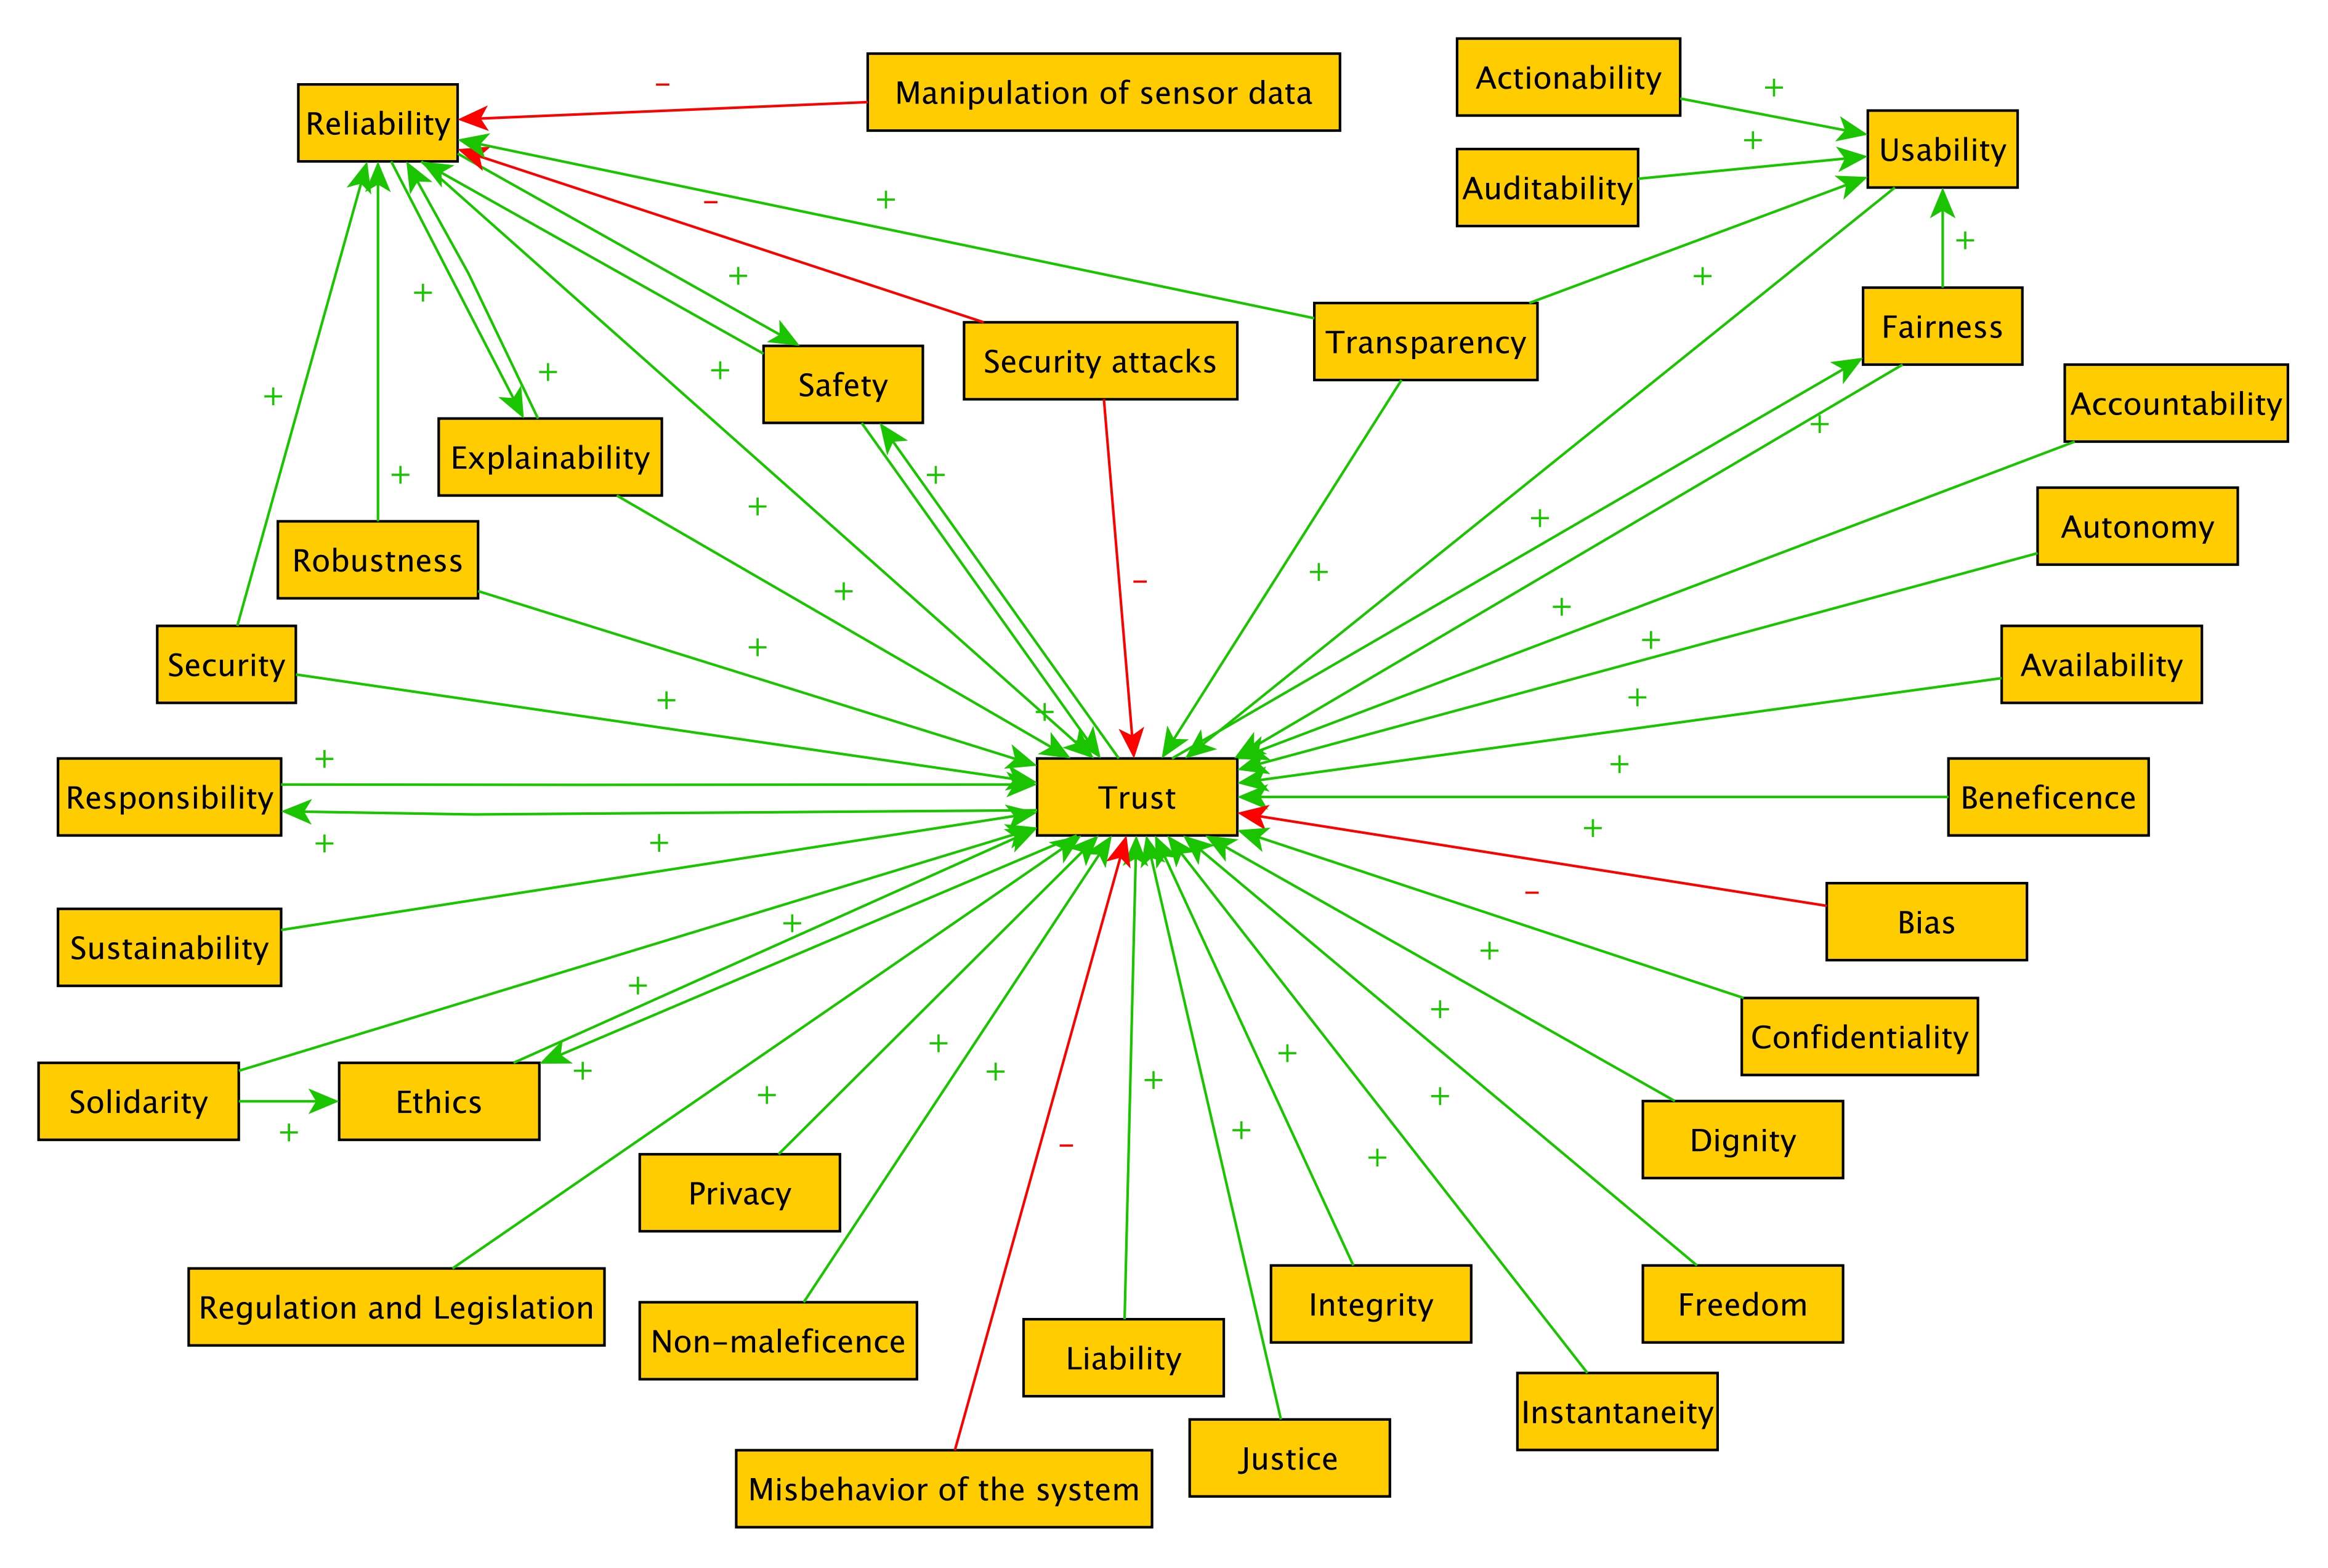 Actionability
Manipulation of sensor data
Reliability
Usability
Auditability
Fairness
Transparency
Security attacks
Safety
Accountability
Explainability
Autonomy
Robustness
Security
Availability
Responsibility
Trust
Beneficence
Bias
Sustainability
Confidentiality
Solidarity
Ethics
Dignity
Privacy
Regulation and Legislation
Integrity
Freedom
Non-maleficence
Liability
Instantaneity
Justice
Misbehavior of the system